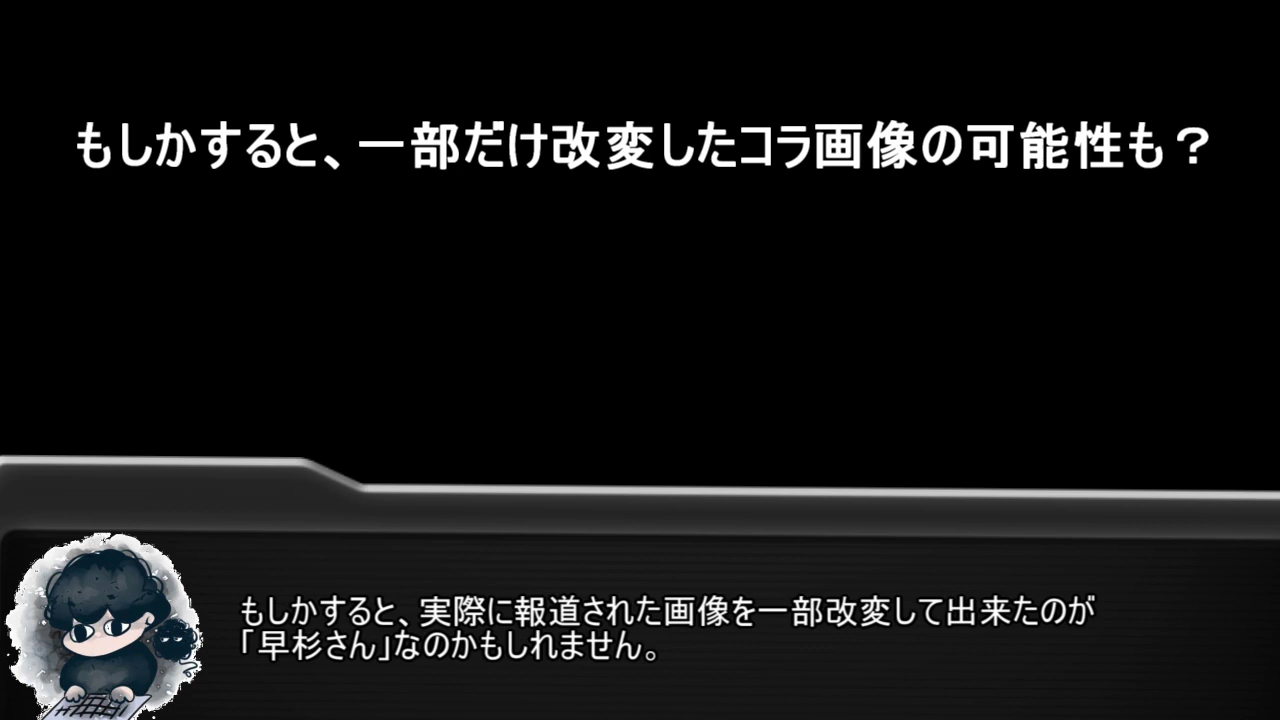 もしかすると、一部だけ改変したコラ画像の可能性も？
もしかすると、実際に報道された画像を一部改変して出来たのが
「早杉さん」なのかもしれません。